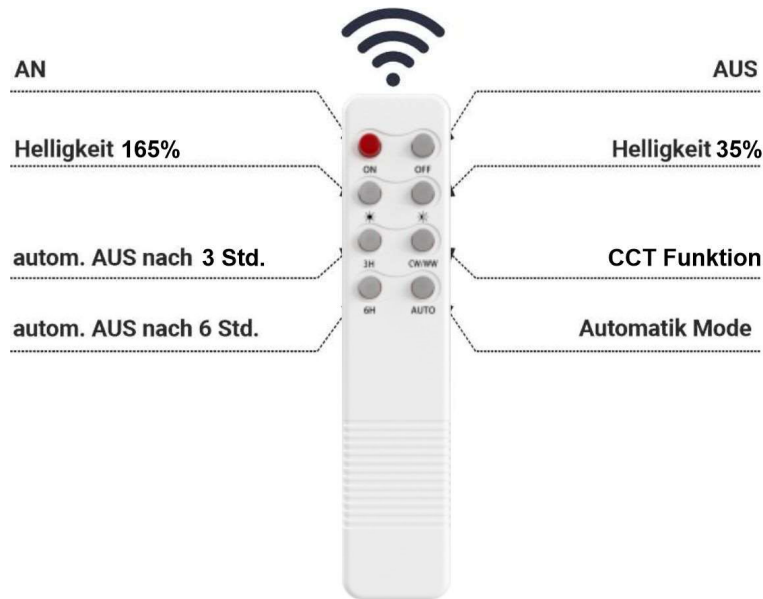 AN
AUS
Helligkeit 165%
Helligkeit 35%
autom. AUS nach 3 Std.
CCT Funktion
autom. AUS nach 6 Std.
Automatik Mode
ON OFF
3H CW/WW
6H AUTO